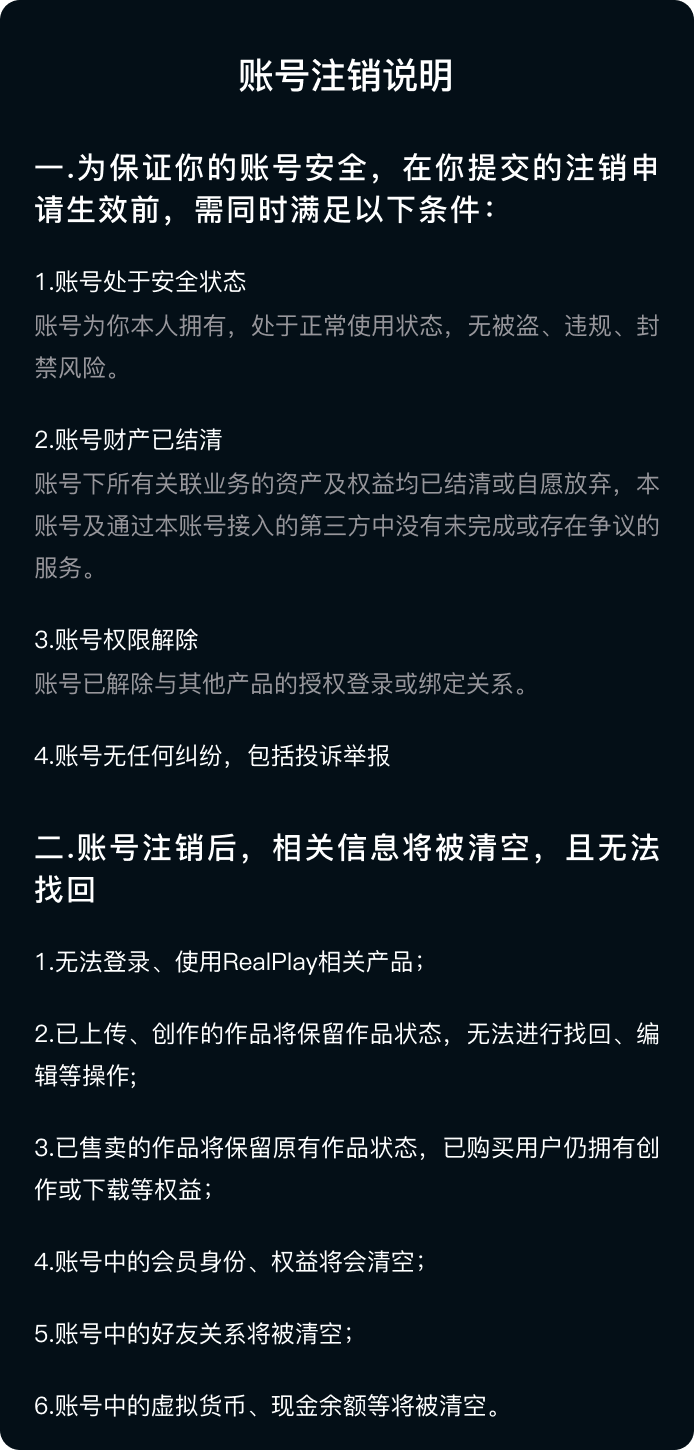 账号注销说明
一.为保证你的账号安全，在你提交的注销申
请生效前，需同时满足以下条件：
1.账号处于安全状态
账号为你本人拥有，处于正常使用状态，无被盗、违规、封
禁风险。
2.账号财产已结清
账号下所有关联业务的资产及权益均已结清或自愿放弃，本
账号及通过本账号接入的第三方中没有未完成或存在争议的
服务。
3.账号权限解除
账号已解除与其他产品的授权登录或绑定关系。
4.账号无任何纠纷，包括投诉举报
二.账号注销后，相关信息将被清空，且无法
找回
1.无法登录、使用RealPlay相关产品；
2.已上传、创作的作品将保留作品状态，无法进行找回、编
辑等操作;
3.已售卖的作品将保留原有作品状态，已购买用户仍拥有创
作或下载等权益；
4.账号中的会员身份、权益将会清空；
5.账号中的好友关系将被清空；
6.账号中的虚拟货币、现金余额等将被清空。